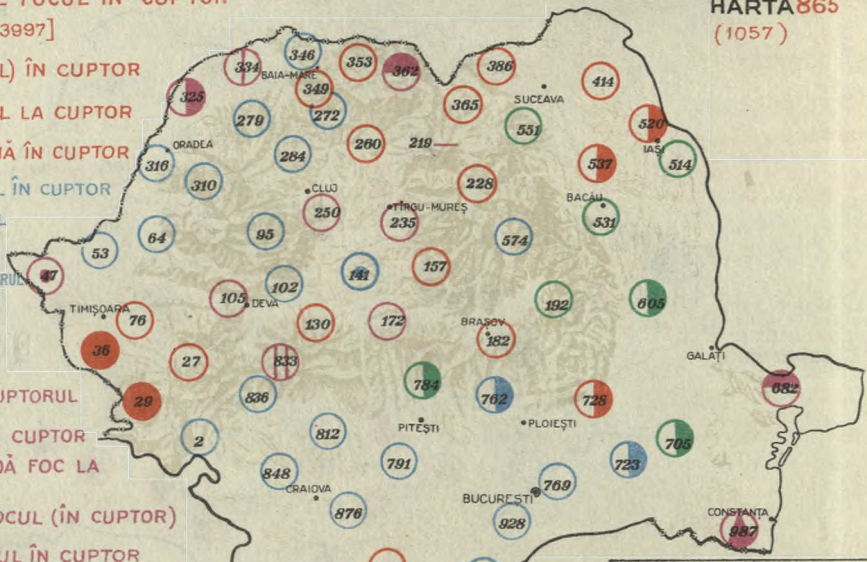 FOCUL ÎN CUPTOR
3997]
HARTA 865
(1057)
L) ÎN CUPTOR
L LA CUPTOR
Ă ÎN CUPTOR
ÎN CUPTOR
RUL
UPTORUL
CUPTOR
Ă FOC LA
OCUL (ÎN CUPTOR)
UL ÎN CUPTOR
346
353
334
BAIA-MARE
362
386
414
349
325
365
SUCEAVA
279
272
551
520
IAȘI
ORADEA
260
219
316
284
537
514
310
228
CLUJ
250
TÎRGU-MUREȘ
235
BACĂU
531
64
95
574
53
47
141
157
102
105
DEVA
192
605
TIMIȘOARA
76
130
172
BRAȘOV
182
36
27
833
GALAȚI
784
762
728
682
29
836
PITEȘTI
PLOIEȘTI
2
812
705
791
723
848
CRAIOVA
769
BUCUREȘTI
876
928
CONSTANȚA
987